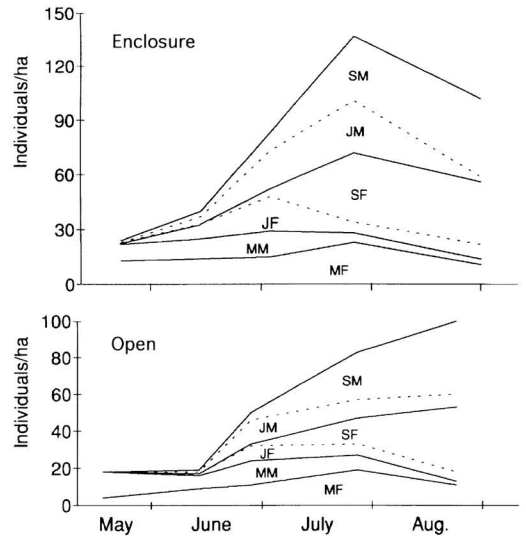 150
Enclosure
120
SM
Individuals/ha
90
JM
60
SF
30
JF
MM
MF
0
100
Open
80
SM
Individuals/ha
60
JM
40
SF
JF
20
MM
MF
0
May June July Aug.